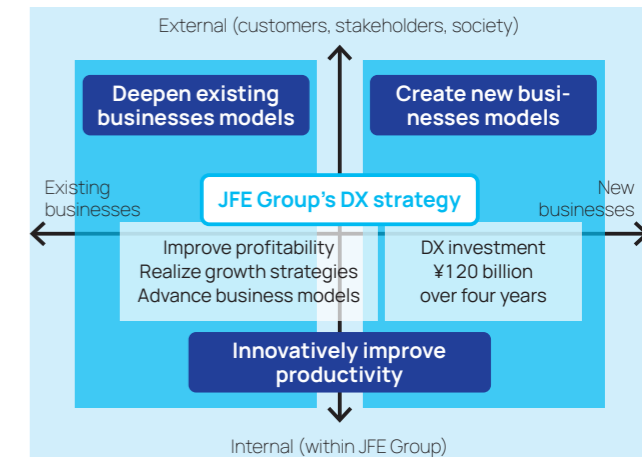 External (customers, stakeholders, society)
Deepen existing
businesses models
Create new busi-
nesses models
Existing
businesses
JFE Group's DX strategy
New
businesses
Improve profitability
Realize growth strategies
Advance business models
DX investment
¥120 billion
over four years
Innovatively improve
productivity
Internal (within JFE Group)